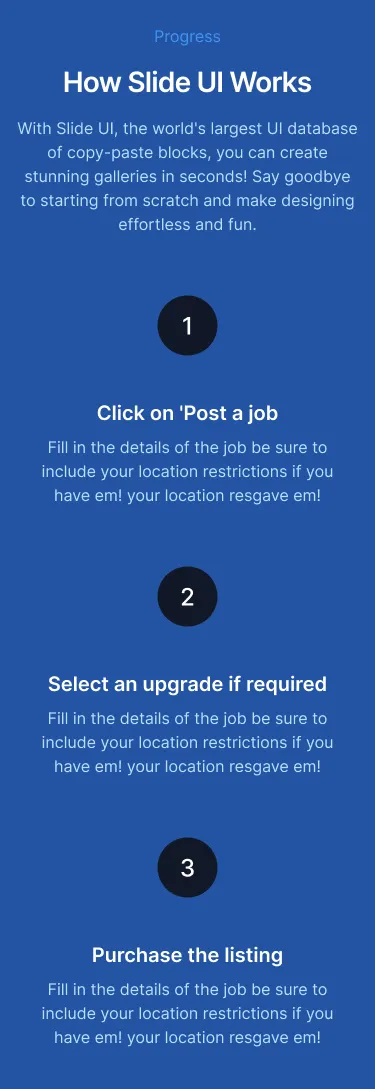 Progress
How Slide UI Works
With Slide UI, the world's largest UI database
of copy-paste blocks, you can create
stunning galleries in seconds! Say goodbye
to starting from scratch and make designing
effortless and fun.
1
Click on 'Post a job
Fill in the details of the job be sure to
include your location restrictions if you
have em! your location resgave em!
2
Select an upgrade if required
Fill in the details of the job be sure to
include your location restrictions if you
have em! your location resgave em!
3
Purchase the listing
Fill in the details of the job be sure to
include your location restrictions if you
have em! your location resgave em!